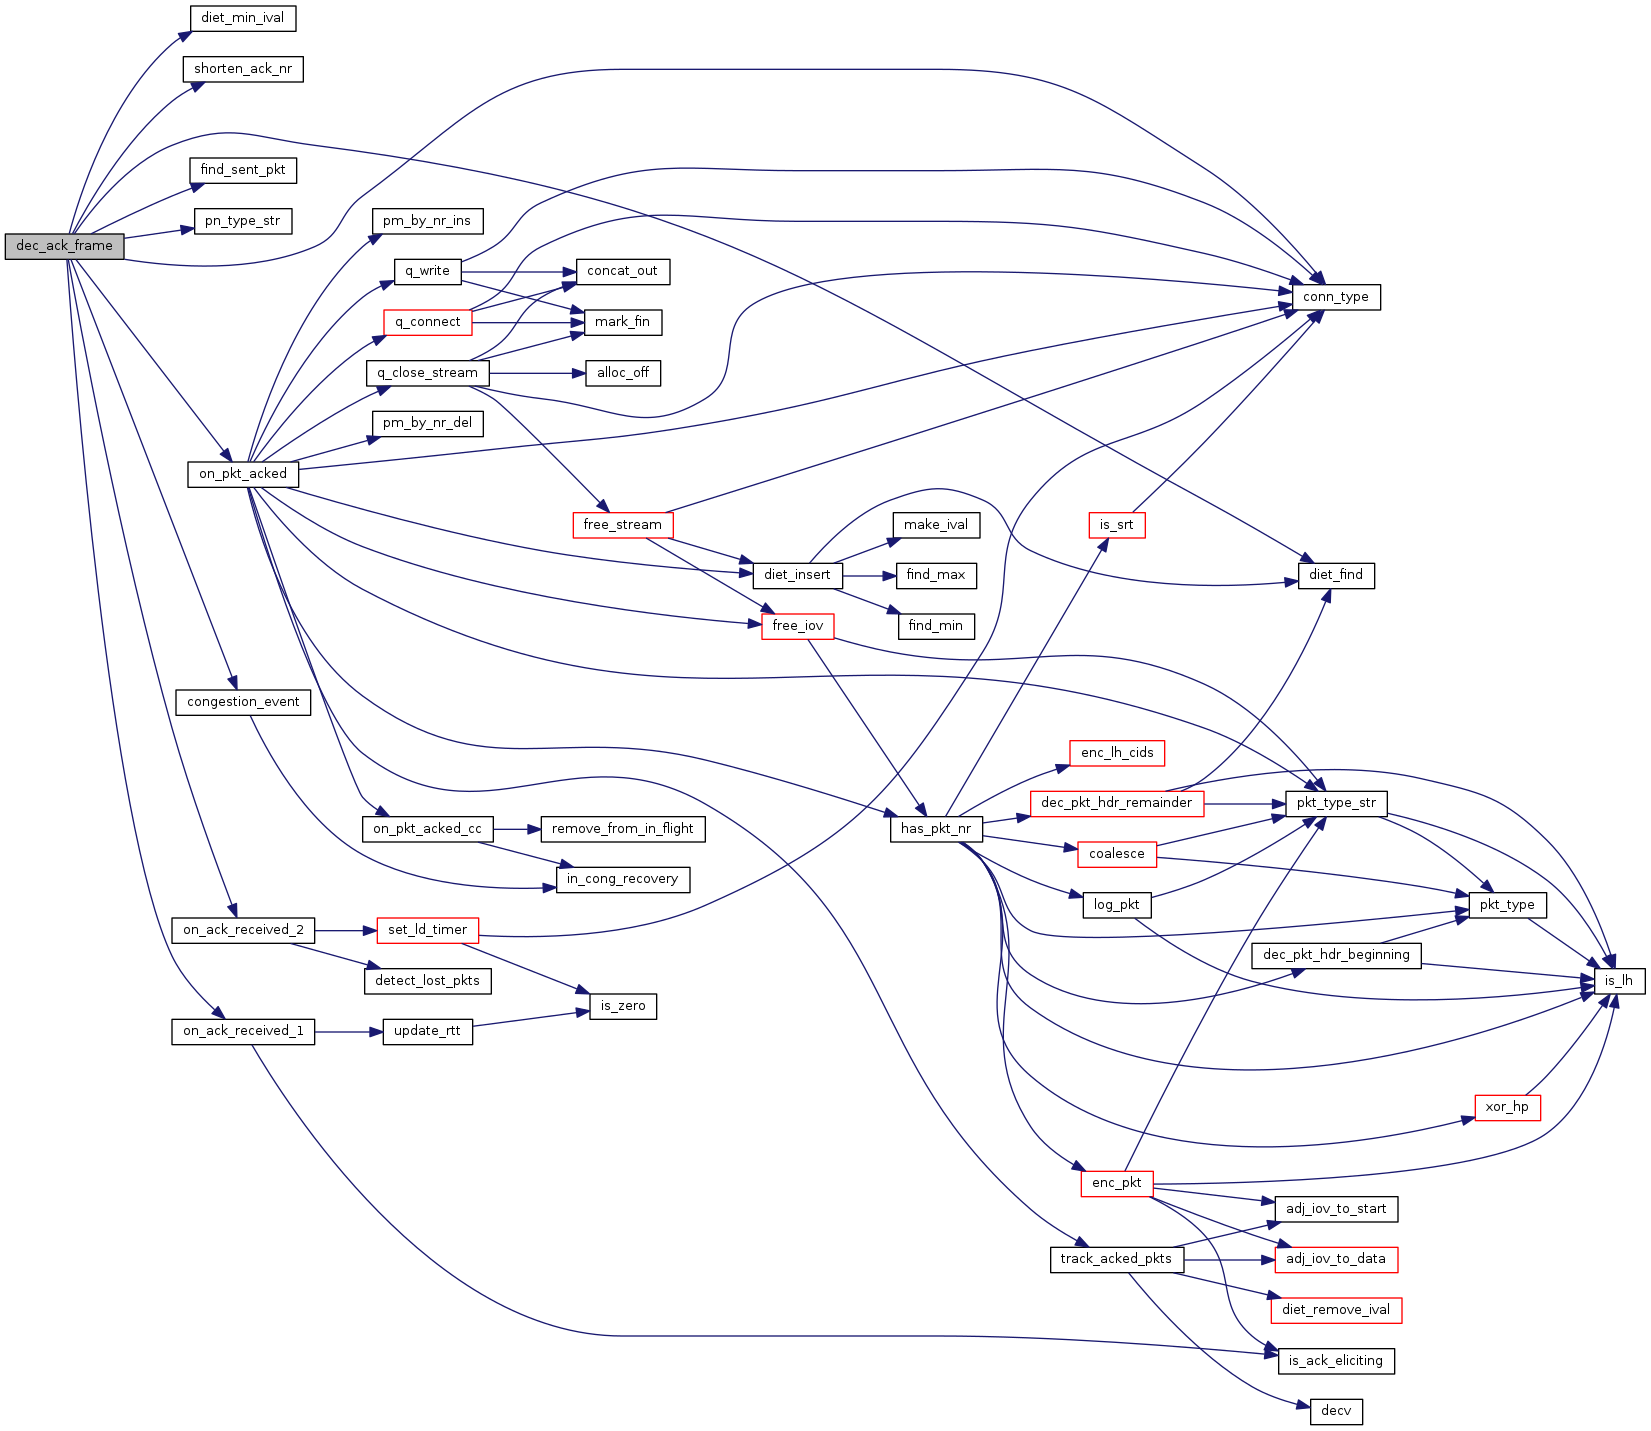 diet_min_ival
shorten_ack_nr
find_sent_pkt
pn_type_str
dec_ack_frame
on_pkt_acked
congestion_event
on_ack_received_2
on_ack_received_1
pm_by_nr_ins
q_write
q_connect
q_close_stream
pm_by_nr_del
on_pkt_acked_cc
set_ld_timer
detect_lost_pkts
update_rtt
concat_out
mark_fin
alloc_off
free_stream
remove_from_in_flight
in_cong_recovery
is_zero
diet_insert
free_iov
make_ival
find_max
find_min
has_pkt_nr
is_srt
enc_lh_cids
dec_pkt_hdr_remainder
coalesce
log_pkt
enc_pkt
track_acked_pkts
conn_type
diet_find
pkt_type_str
dec_pkt_hdr_beginning
adj_iov_to_start
adj_iov_to_data
diet_remove_ival
is_ack_eliciting
decv
pkt_type
xor_hp
is_lh